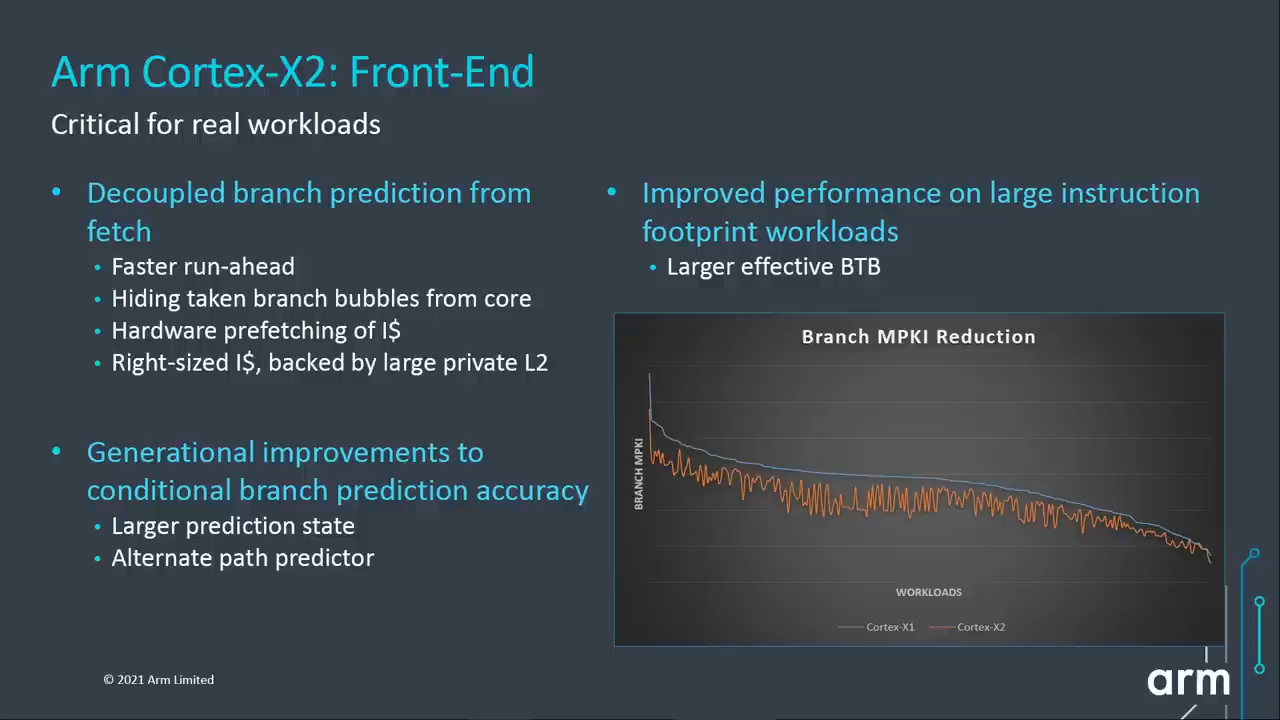 Arm Cortex-X2: Front-End
Critical for real workloads
• Decoupled branch prediction from
fetch
• Faster run-ahead
• Hiding taken branch bubbles from core
• Hardware prefetching of I$
• Right-sized I$, backed by large private L2
• Generational improvements to
conditional branch prediction accuracy
• Larger prediction state
• Alternate path predictor
• Improved performance on large instruction
footprint workloads
• Larger effective BTB
Branch MPKI Reduction
BRANCH MPKI
WORKLOADS
Cortex-X1 Cortex-X2
© 2021 Arm Limited
arm